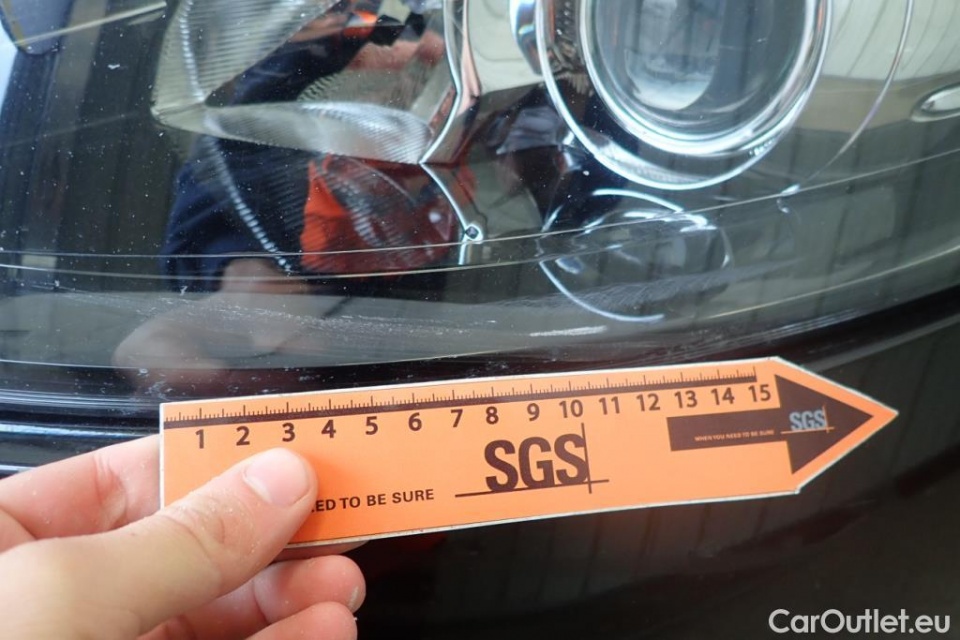 1 2 3 4 5 6 7 8 9 10 11 12 13 14 15
SGS
WHEN YOU NEED TO BE SURE
SGS
ED TO BE SURE
CarOutlet.eu